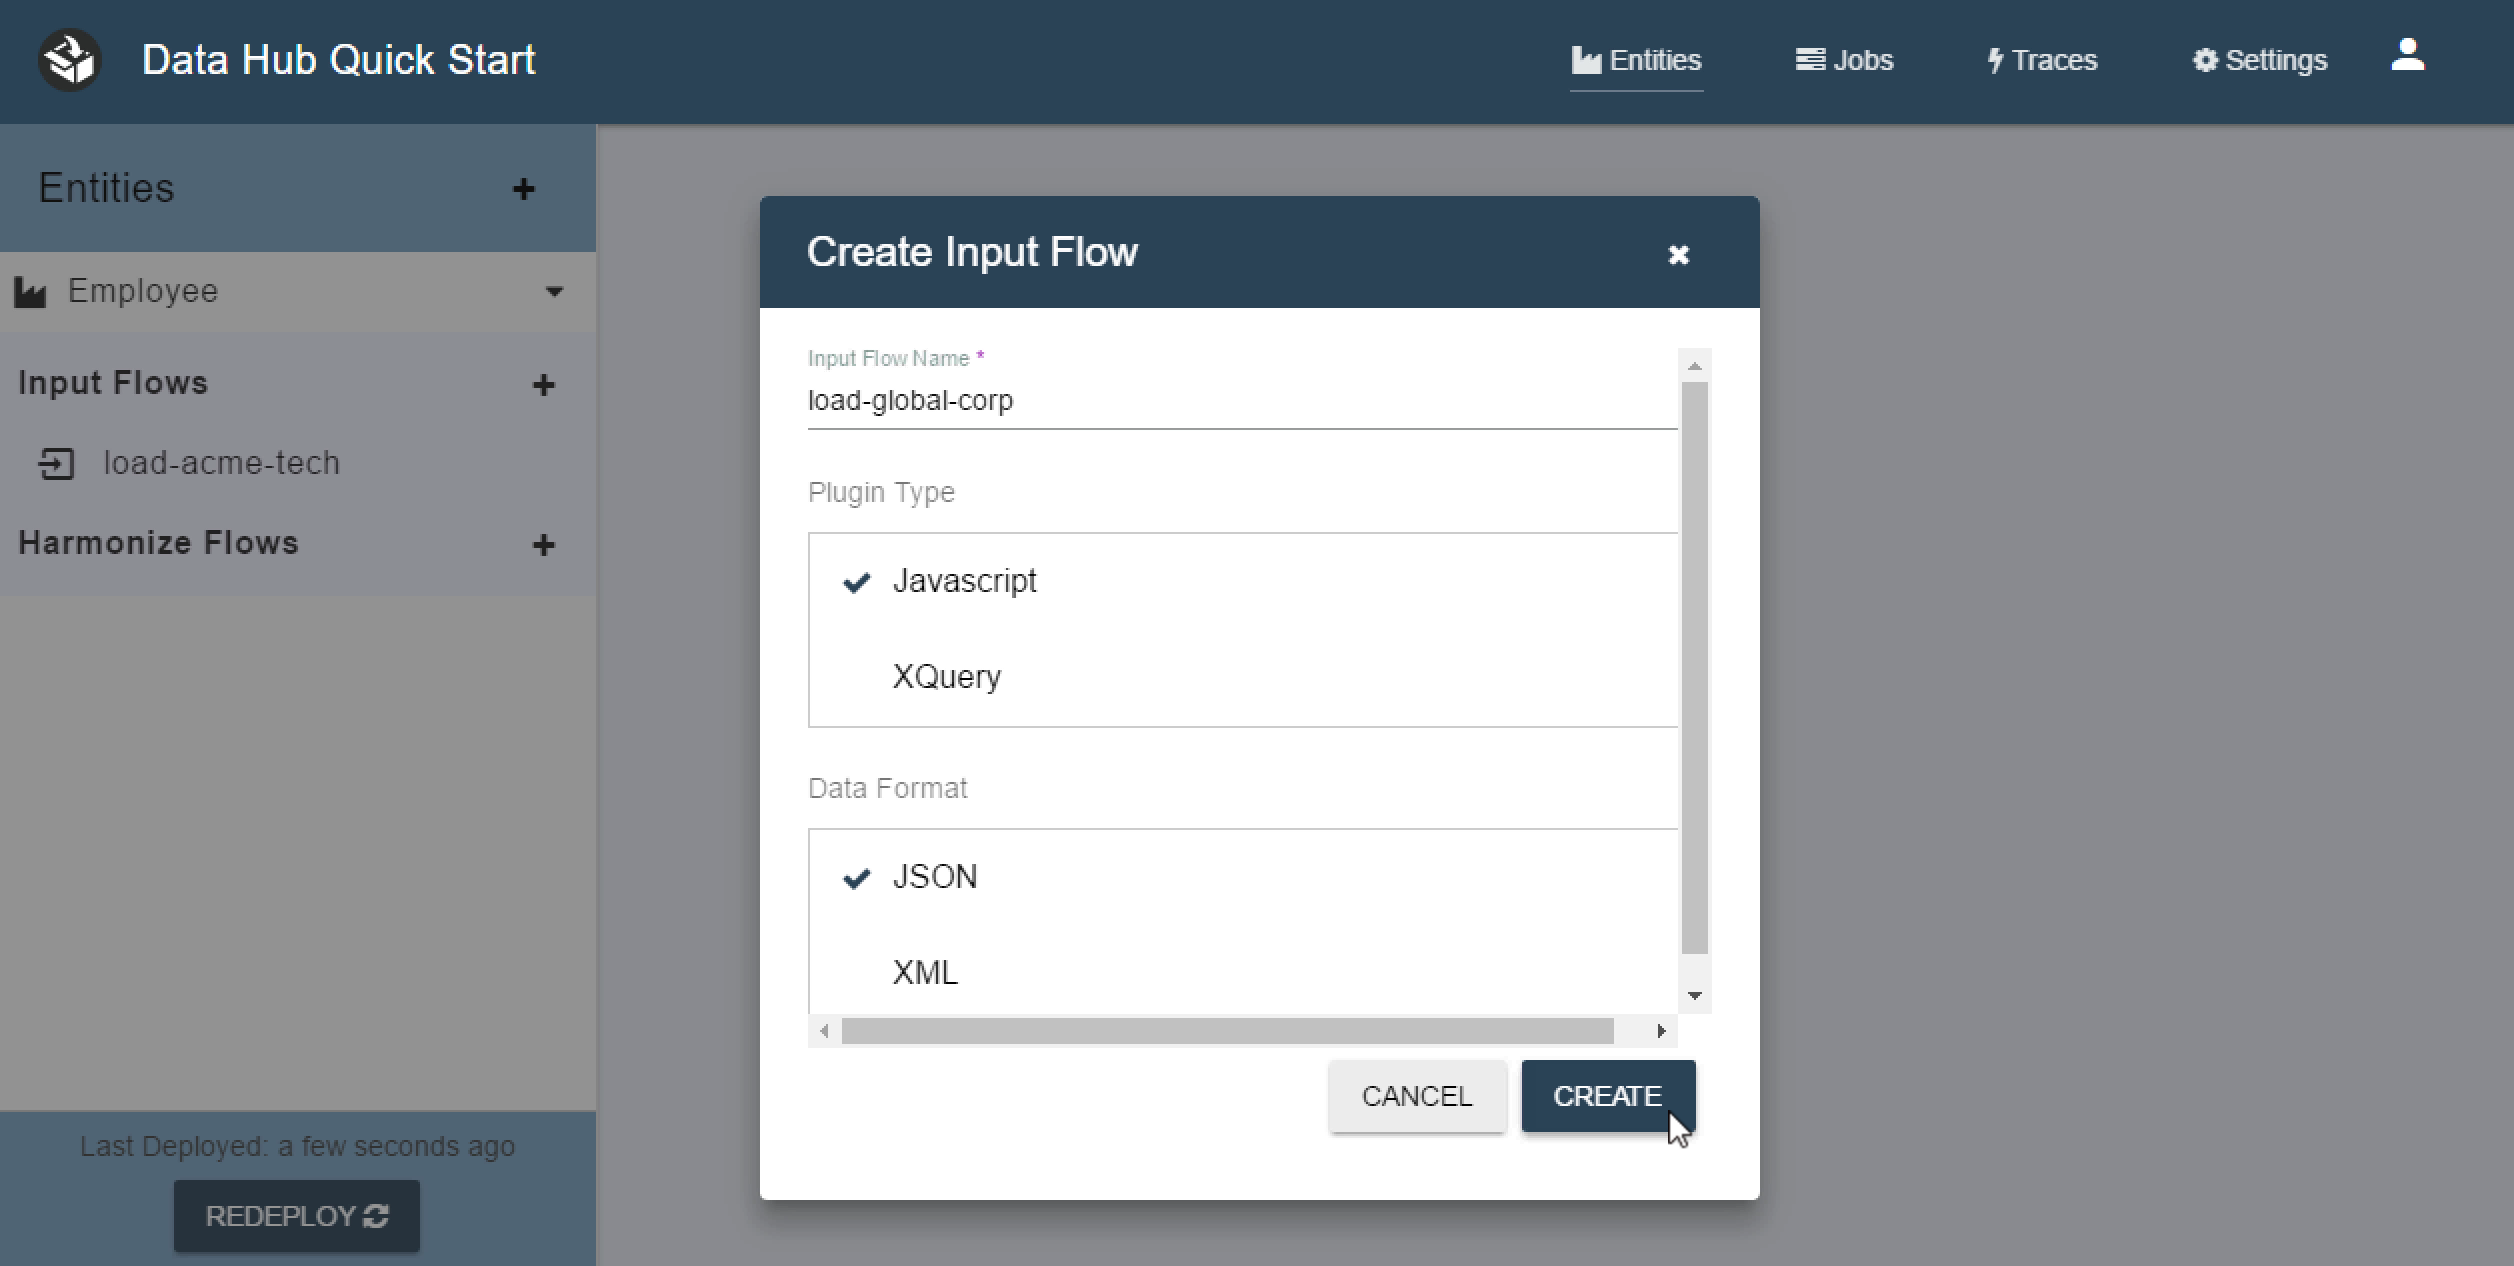 Data Hub Quick Start
Entities
Jobs
Traces
Settings
Entities
Employee
Input Flows
load-acme-tech
Harmonize Flows
Last Deployed: a few seconds ago
REDEPLOY
Create Input Flow
Input Flow Name *
load-global-corp
Plugin Type
Javascript
XQuery
Data Format
JSON
XML
CANCEL
CREATE